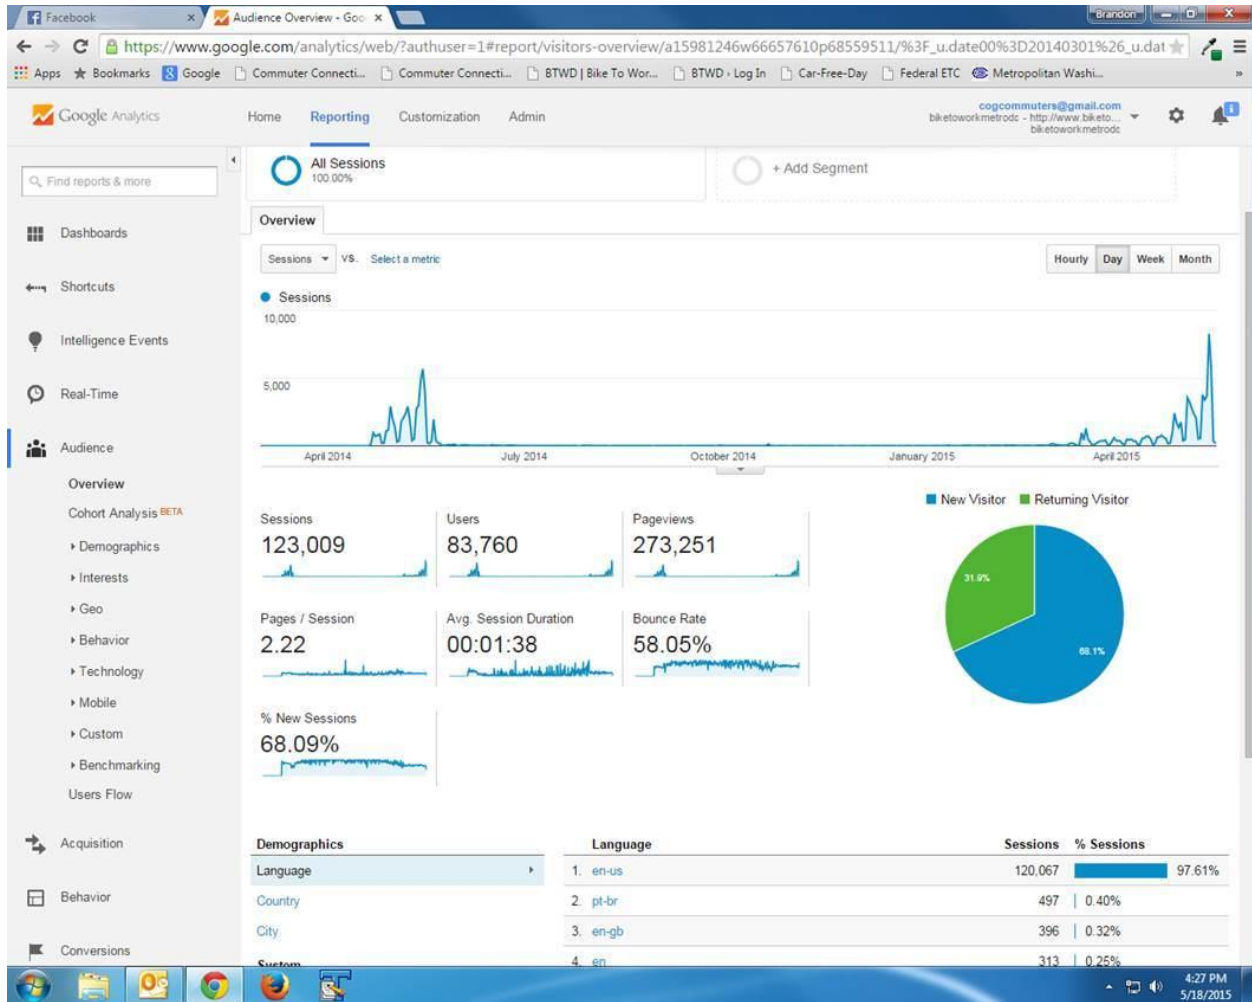 Facebook
Audience Overview - Goo
Brandon
https://www.google.com/analytics/web/?authuser=1#report/visitors-overview/a15981246w66657610p68559511/%3F_u.date00%3D20140301%26_u.dat
Apps Bookmarks Google Commuter Connecti... Commuter Connecti... BTWD | Bike To Wor... BTWD › Log In Car-Free-Day Federal ETC Metropolitan Washi... »
Google Analytics
Home Reporting Customization Admin
cogcommuters@gmail.com
biketoworkmetrodc - http://www.biketo...
biketoworkmetrodc
Find reports & more
Dashboards
Shortcuts
Intelligence Events
Real-Time
Audience
Overview
Cohort Analysis BETA
Demographics
Interests
Geo
Behavior
Technology
Mobile
Custom
Benchmarking
Users Flow
Acquisition
Behavior
Conversions
All Sessions
100.00%
+ Add Segment
Overview
Sessions VS. Select a metric
Hourly Day Week Month
Sessions
10,000
5,000
April 2014 July 2014 October 2014 January 2015 April 2015
New Visitor Returning Visitor
Sessions
123,009
Users
83,760
Pageviews
273,251
Pages / Session
2.22
Avg. Session Duration
00:01:38
Bounce Rate
58.05%
% New Sessions
68.09%
31.9%
68.1%
Demographics
Language
Country
City
System
Language Sessions % Sessions
1. en-us 120,067 97.61%
2. pt-br 497 0.40%
3. en-gb 396 0.32%
4. en 313 0.25%
4:27 PM
5/18/2015